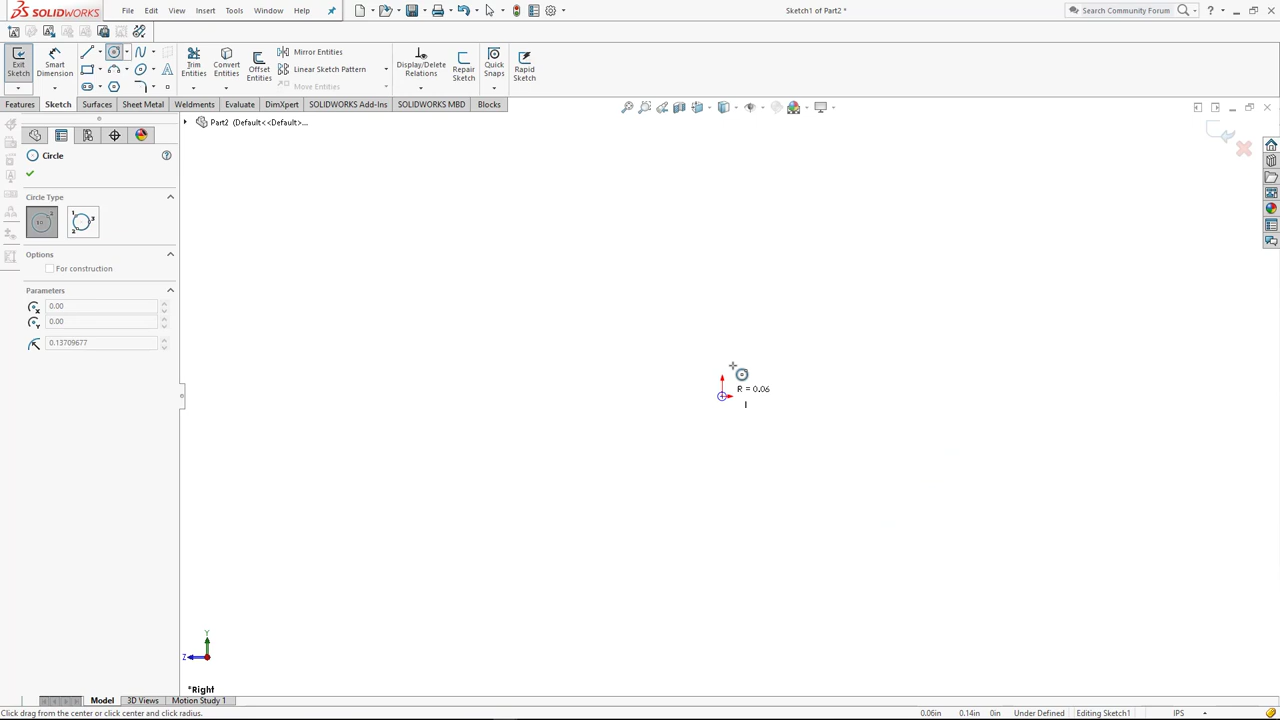 SOLIDWORKS File Edit View Insert Tools Window Help Sketch1 of Part2 * Search Community Forum ?
Exit Sketch Smart Dimension Trim Entities Convert Entities Offset Entities Mirror Entities Linear Sketch Pattern Move Entities Display/Delete Relations Repair Sketch Quick Snaps Rapid Sketch
Features Sketch Surfaces Sheet Metal Weldments Evaluate DimXpert SOLIDWORKS Add-Ins SOLIDWORKS MBD Blocks
Part2 (Default<<Default>...
Circle
Circle Type
Options
For construction
Parameters
0.00
0.00
0.13709677
R = 0.06
Y
Z
*Right
Model 3D Views Motion Study 1
Click drag from the center or click center and click radius. 0.06in 0.14in 0in Under Defined Editing Sketch1 IPS